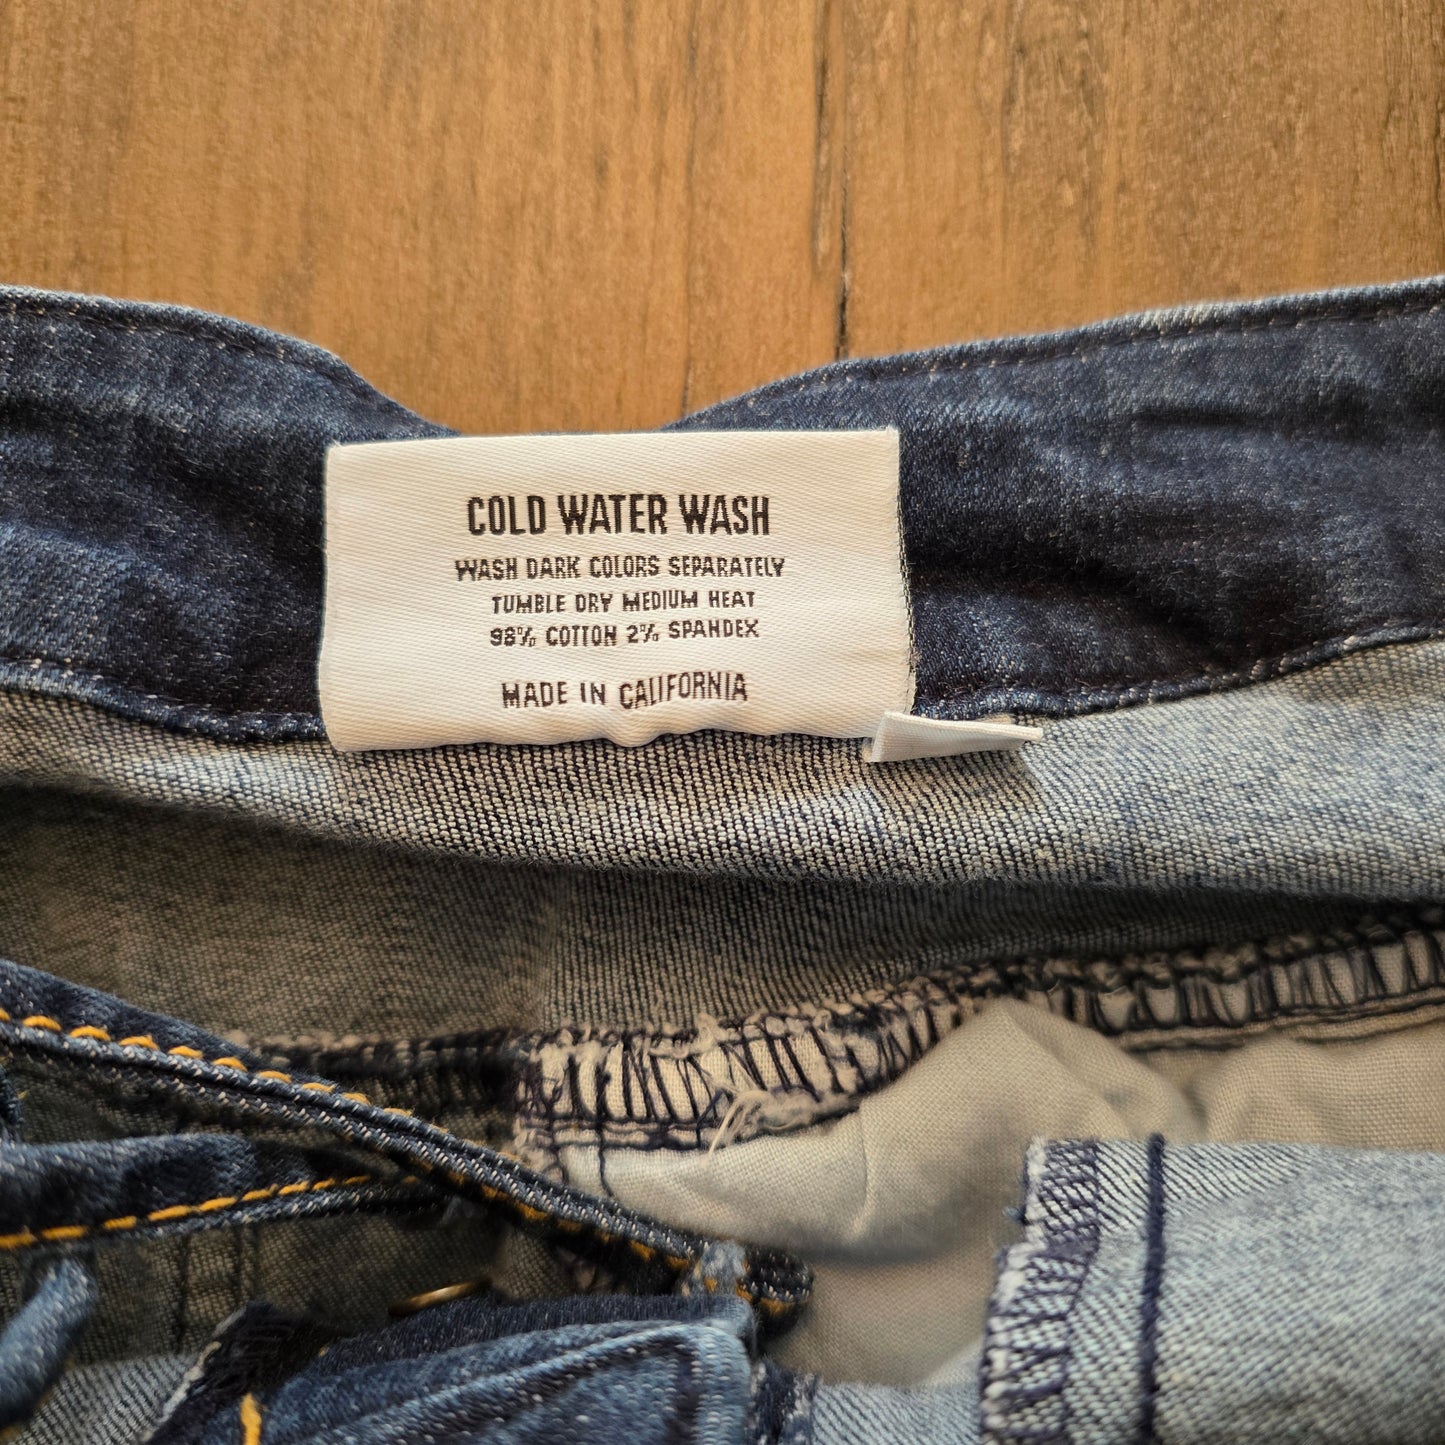 COLD WATER WASH
WASH DARK COLORS SEPARATELY
TUMBLE DRY MEDIUM HEAT
98% COTTON 2% SPANDEX
MADE IN CALIFORNIA